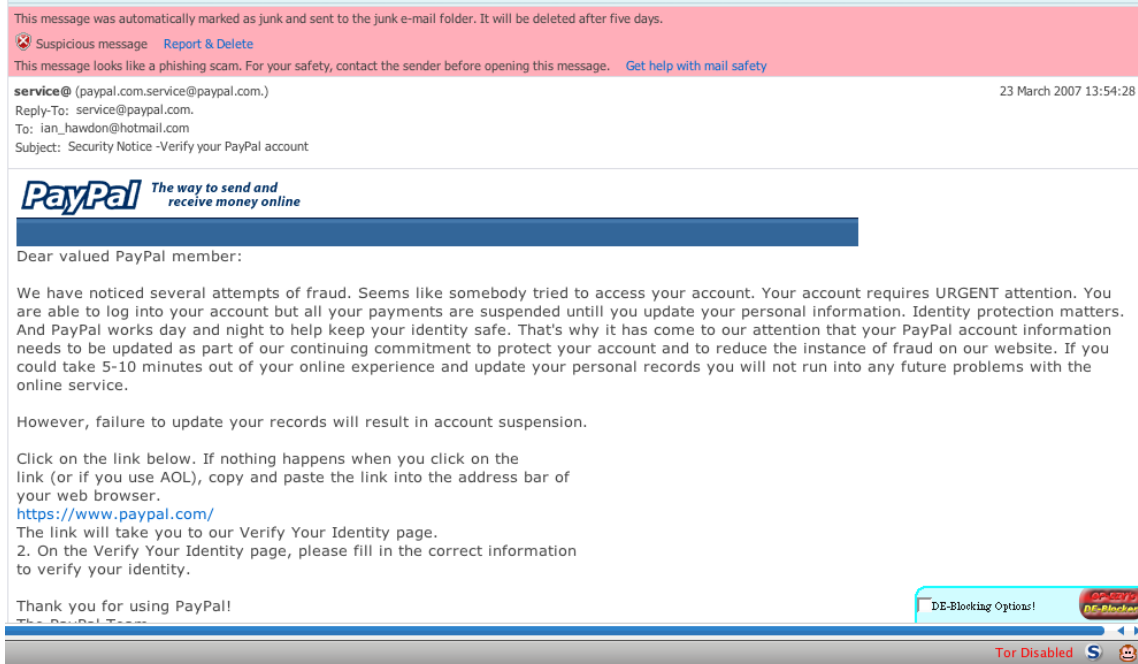 This message was automatically marked as junk and sent to the junk e-mail folder. It will be deleted after five days.
Suspicious message Report & Delete
This message looks like a phishing scam. For your safety, contact the sender before opening this message. Get help with mail safety
service@ (paypal.com.service@paypal.com.) 23 March 2007 13:54:28
Reply-To: service@paypal.com.
To: ian_hawdon@hotmail.com
Subject: Security Notice -Verify your PayPal account
PayPal The way to send and
receive money online
Dear valued PayPal member:
We have noticed several attempts of fraud. Seems like somebody tried to access your account. Your account requires URGENT attention. You
are able to log into your account but all your payments are suspended untill you update your personal information. Identity protection matters.
And PayPal works day and night to help keep your identity safe. That's why it has come to our attention that your PayPal account information
needs to be updated as part of our continuing commitment to protect your account and to reduce the instance of fraud on our website. If you
could take 5-10 minutes out of your online experience and update your personal records you will not run into any future problems with the
online service.
However, failure to update your records will result in account suspension.
Click on the link below. If nothing happens when you click on the
link (or if you use AOL), copy and paste the link into the address bar of
your web browser.
https://www.paypal.com/
The link will take you to our Verify Your Identity page.
2. On the Verify Your Identity page, please fill in the correct information
to verify your identity.
Thank you for using PayPal!
The PayPal Team
DE-Blocking Options!
DE-Blocker
Tor Disabled S